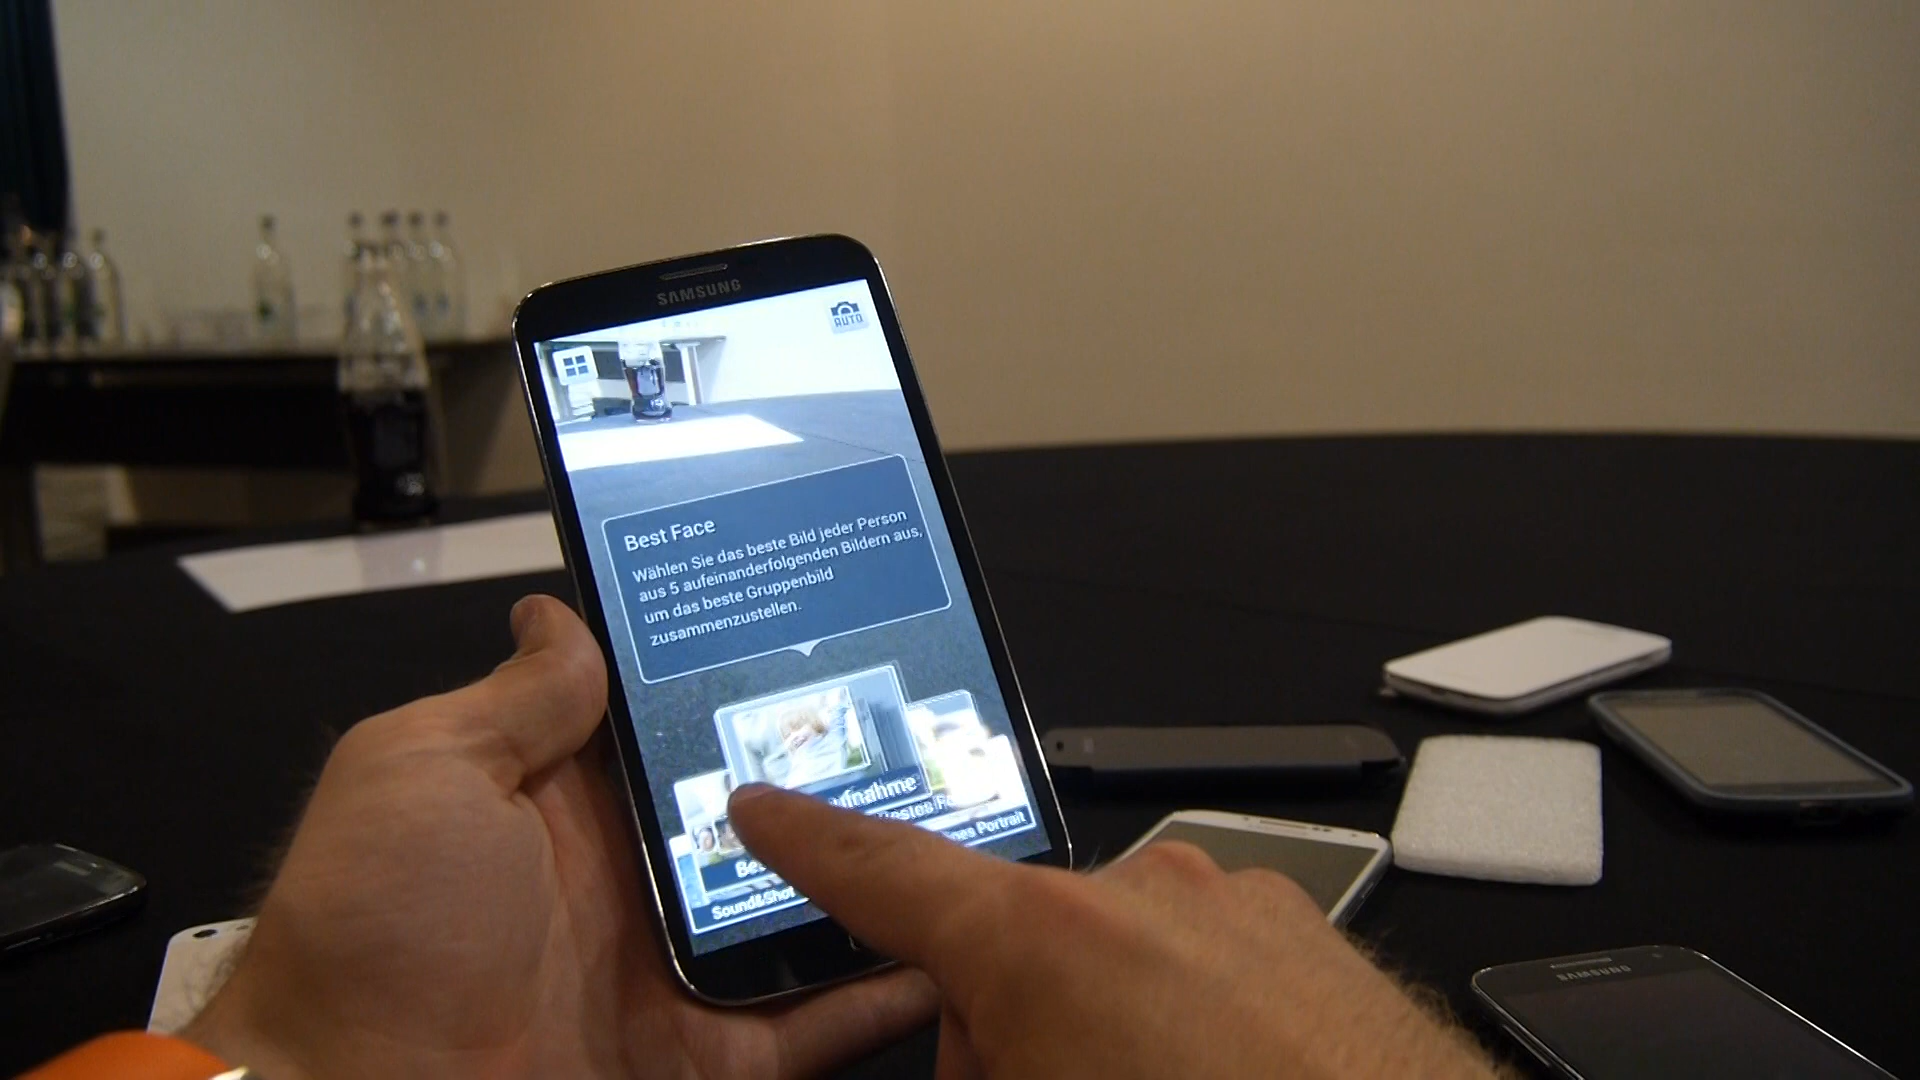 SAMSUNG
AUTO
Best Face
Wählen Sie das beste Bild jeder Person
aus 5 aufeinanderfolgenden Bildern aus,
um das beste Gruppenbild
zusammenzustellen.
Sound&Shot
SAMSUNG